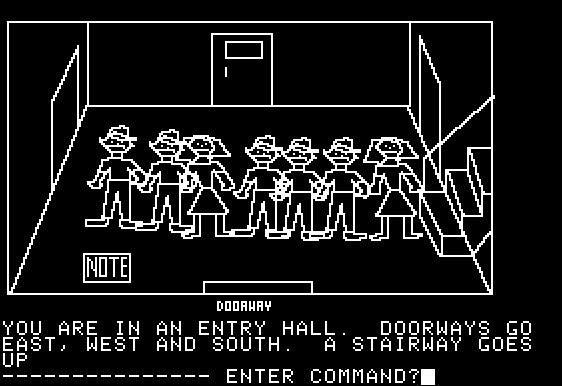 NOTE
DOORWAY
YOU ARE IN AN ENTRY HALL.  DOORWAYS GO
EAST, WEST AND SOUTH.  A STAIRWAY GOES
UP
---------------- ENTER COMMAND?